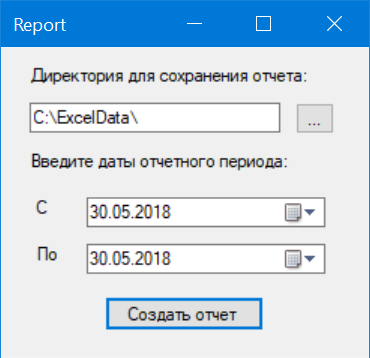 Report
Директория для сохранения отчета:
C:\ExcelData\
...
Введите даты отчетного периода:
С 30.05.2018
По 30.05.2018
Создать отчет